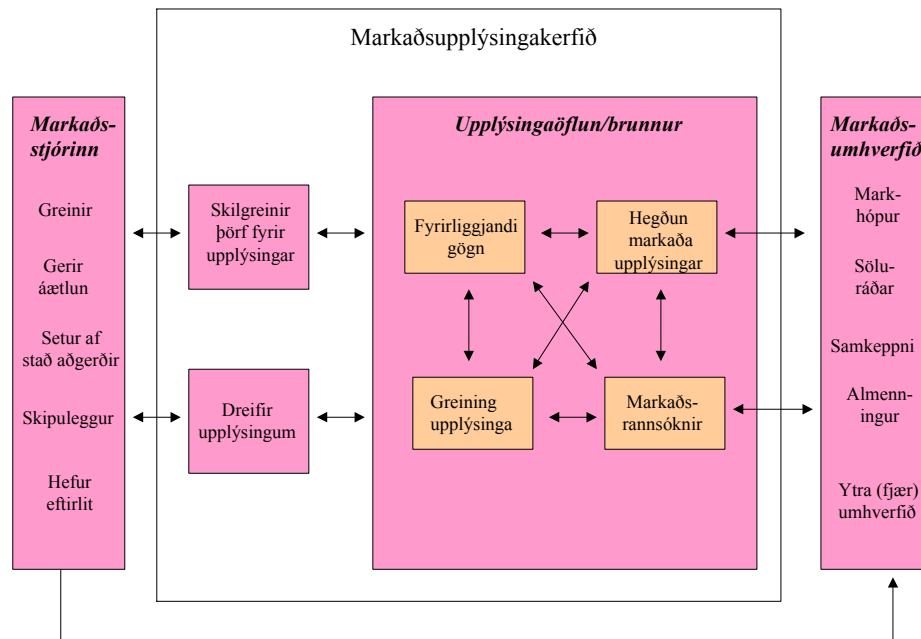 Markaðsupplýsingakerfið
Markaðs-
stjórinn
Greinir
Gerir
áætlun
Setur af
stað aðgerðir
Skipuleggur
Hefur
eftirlit
Skilgreinir
þörf fyrir
upplýsingar
Dreifir
upplýsingum
Upplýsingaöflun/brunnur
Fyrirliggjandi
gögn
Hegðun
markaða
upplýsingar
Greining
upplýsinga
Markaðs-
rannsóknir
Markaðs-
umhverfið
Mark-
hópur
Sölu-
ráðar
Samkeppni
Almenn-
ingur
Ytra (fjær)
umhverfið